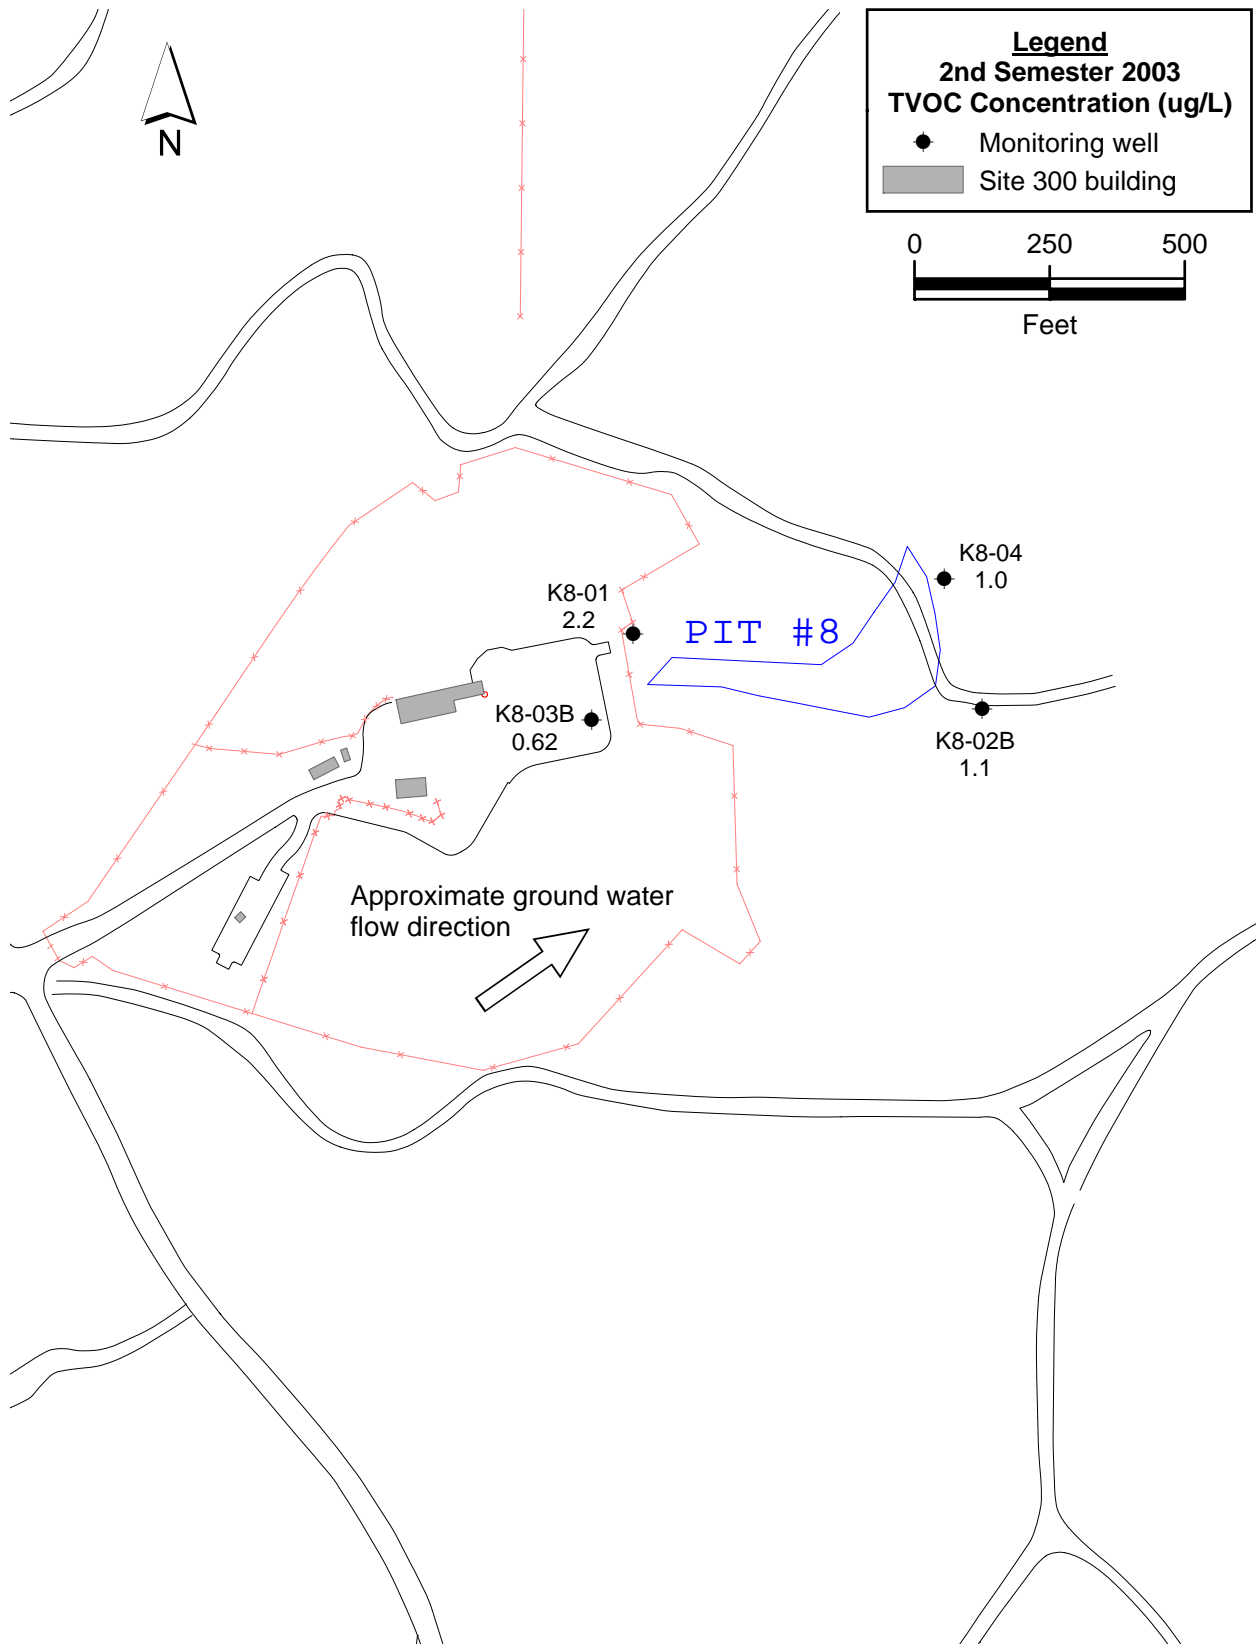 Legend
2nd Semester 2003
TVOC Concentration (ug/L)
Monitoring well
Site 300 building
N
0 250 500
Feet
K8-04
1.0
K8-01
2.2
PIT #8
K8-03B
0.62
K8-02B
1.1
Approximate ground water
flow direction